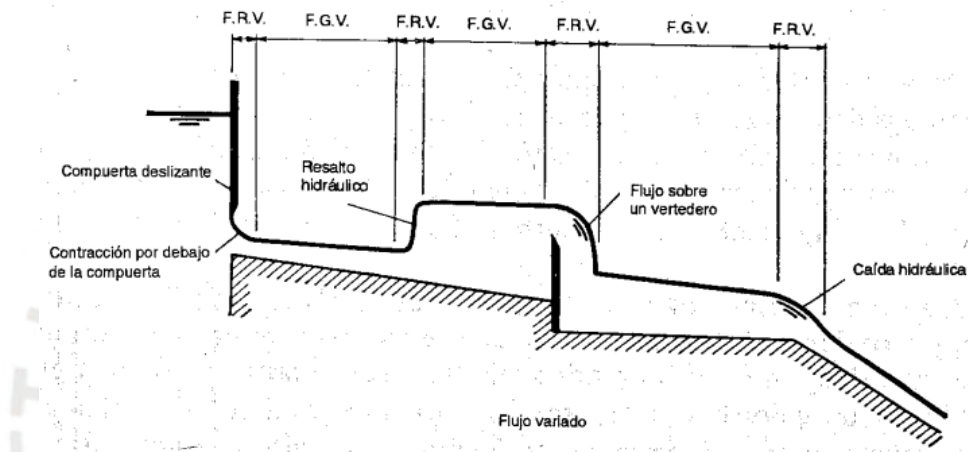 F.R.V. F.G.V. F.R.V. F.G.V. F.R.V. F.G.V. F.R.V.
Compuerta deslizante
Resalto
hidráulico
Flujo sobre
un vertedero
Contracción por debajo
de la compuerta
Caída hidráulica
Flujo variado